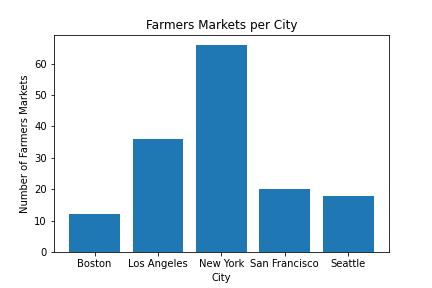 Farmers Markets per City
Number of Farmers Markets
60
50
40
30
20
10
0
Boston Los Angeles New York San Francisco Seattle
City